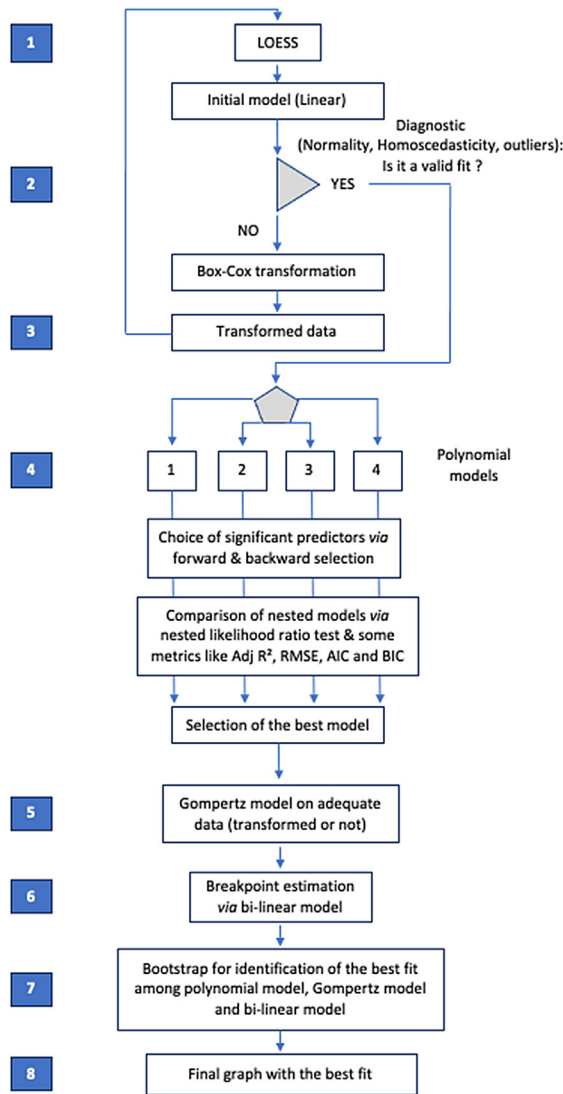 1
LOESS
Initial model (Linear)
Diagnostic
(Normality, Homoscedasticity, outliers):
Is it a valid fit ?
2
YES
NO
Box-Cox transformation
3
Transformed data
4
1
2
3
4
Polynomial
models
Choice of significant predictors via
forward & backward selection
Comparison of nested models via
nested likelihood ratio test & some
metrics like Adj R², RMSE, AIC and BIC
Selection of the best model
5
Gompertz model on adequate
data (transformed or not)
6
Breakpoint estimation
via bi-linear model
7
Bootstrap for identification of the best fit
among polynomial model, Gompertz model
and bi-linear model
8
Final graph with the best fit